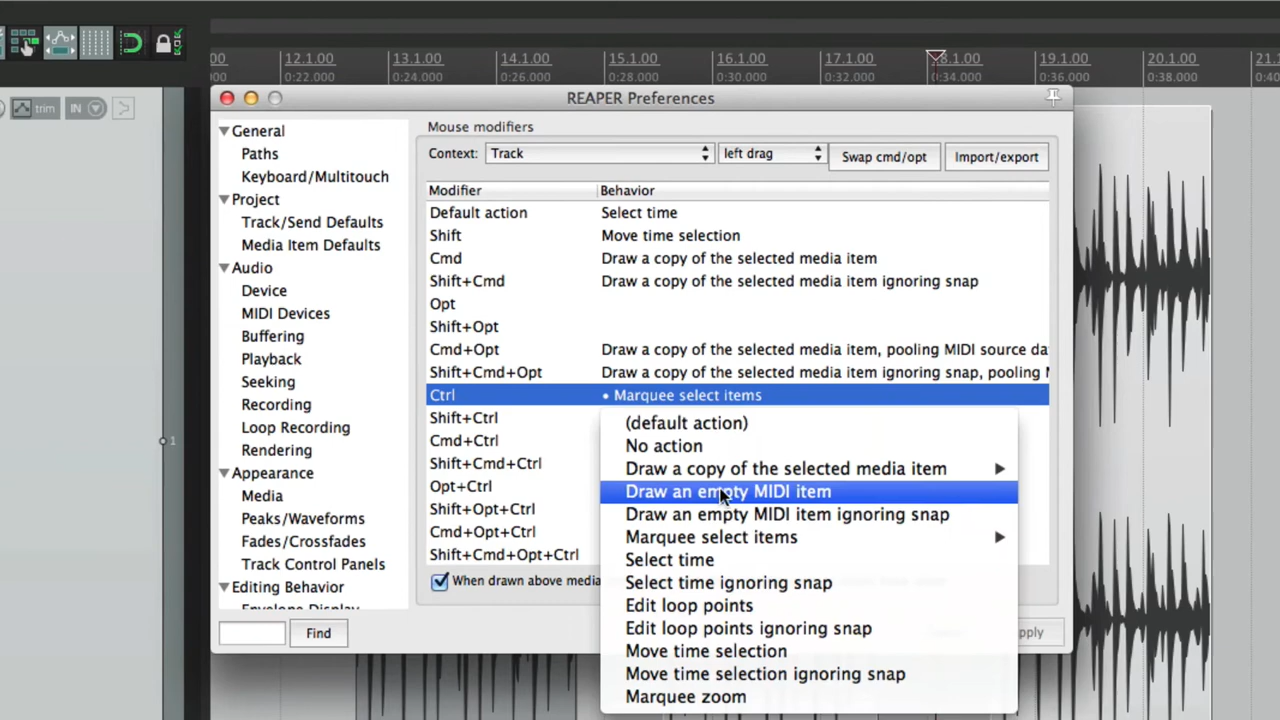 00 12.1.00 13.1.00 14.1.00 15.1.00 16.1.00 17.1.00 8.1.00 19.1.00 20.1.00 21.1
000 0:22.000 0:24.000 0:26.000 0:28.000 0:30.000 0:32.000 0:34.000 0:36.000 0:38.000 0:40
trim IN
REAPER Preferences
General
Paths
Keyboard/Multitouch
Project
Track/Send Defaults
Media Item Defaults
Audio
Device
MIDI Devices
Buffering
Playback
Seeking
Recording
Loop Recording
Rendering
Appearance
Media
Peaks/Waveforms
Fades/Crossfades
Track Control Panels
Editing Behavior
Envelope Display
Find
Mouse modifiers
Context: Track left drag Swap cmd/opt Import/export
Modifier Behavior
Default action Select time
Shift Move time selection
Cmd Draw a copy of the selected media item
Shift+Cmd Draw a copy of the selected media item ignoring snap
Opt
Shift+Opt
Cmd+Opt Draw a copy of the selected media item, pooling MIDI source da
Shift+Cmd+Opt Draw a copy of the selected media item ignoring snap, pooling M
Ctrl • Marquee select items
Shift+Ctrl
Cmd+Ctrl
Shift+Cmd+Ctrl
Opt+Ctrl
Shift+Opt+Ctrl
Cmd+Opt+Ctrl
Shift+Cmd+Opt+Ctrl
When drawn above media
(default action)
No action
Draw a copy of the selected media item
Draw an empty MIDI item
Draw an empty MIDI item ignoring snap
Marquee select items
Select time
Select time ignoring snap
Edit loop points
Edit loop points ignoring snap
Move time selection
Move time selection ignoring snap
Marquee zoom
pply
1